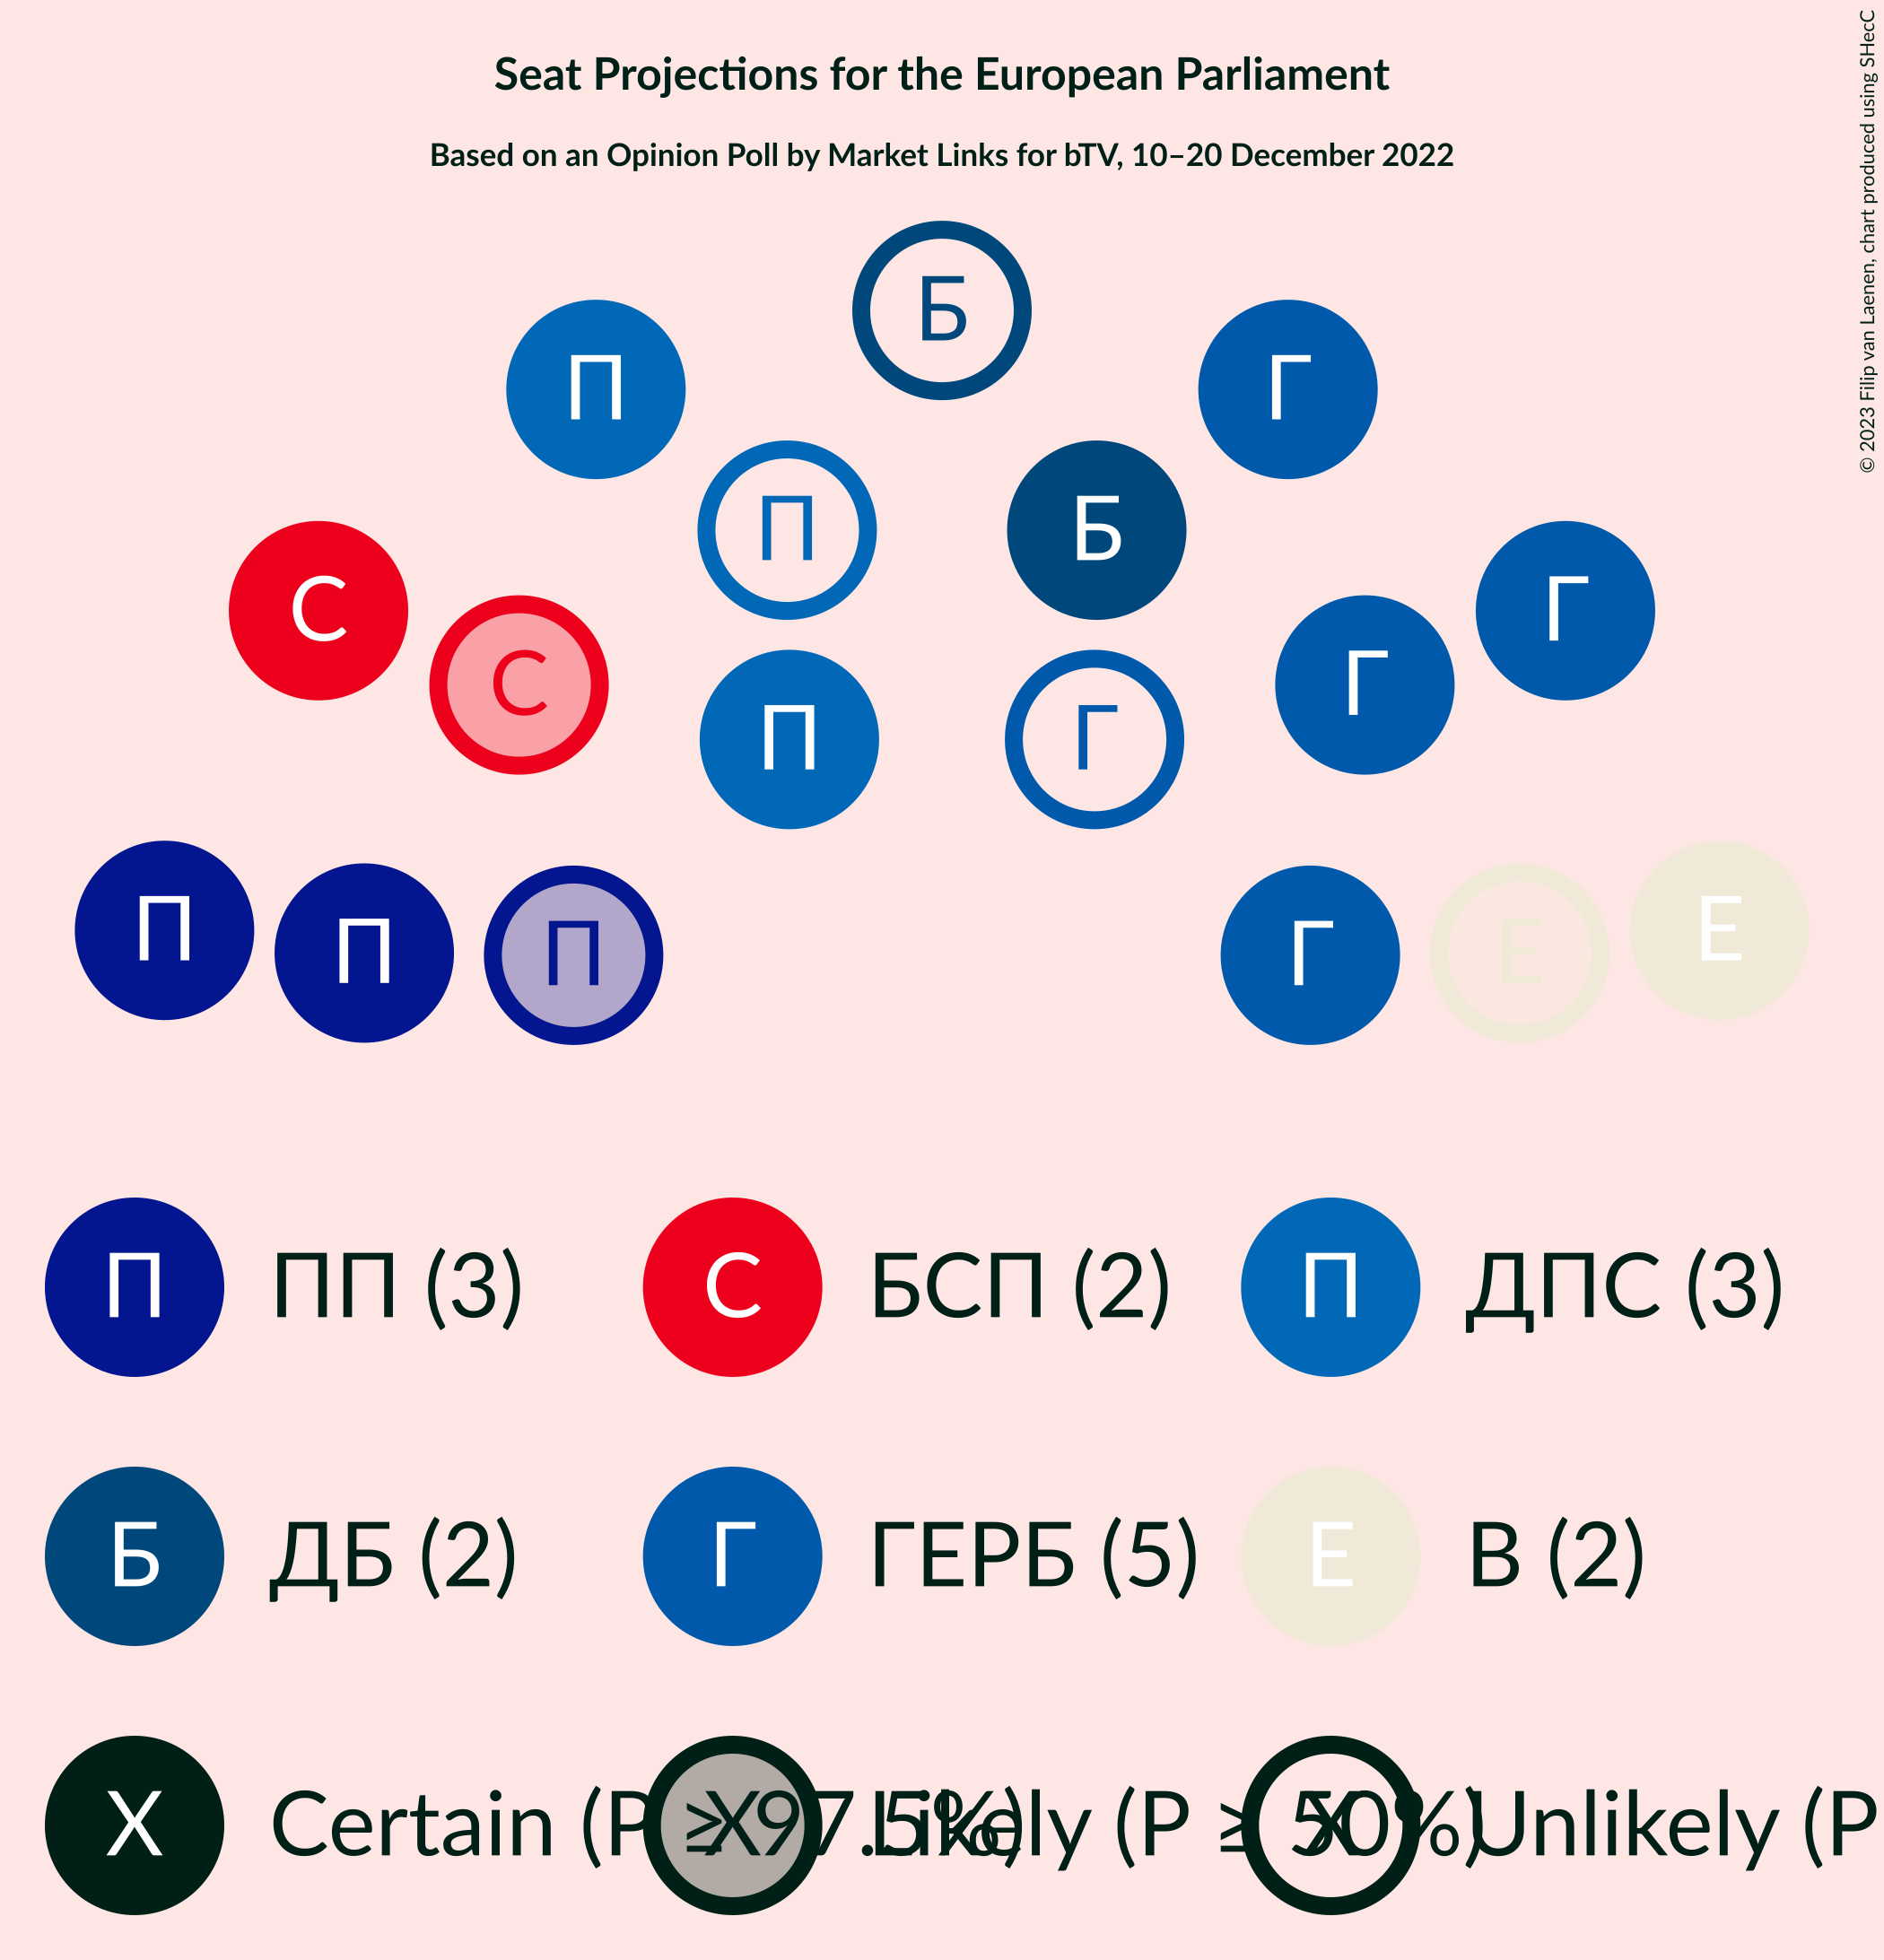 Seat Projections for the European Parliament
Based on an Opinion Poll by Market Links for bTV, 10–20 December 2022
© 2023 Filip van Laenen, chart produced using SHecC
Б
П Г
П Б
С Г
С Г
П Г
П П
П Г Е Е
П ПП (3) С БСП (2) П ДПС (3)
Б ДБ (2) Г ГЕРБ (5) Е В (2)
X Certain (P ≥ 97.5%) X Likely (P ≥ 50%) X Unlikely (P